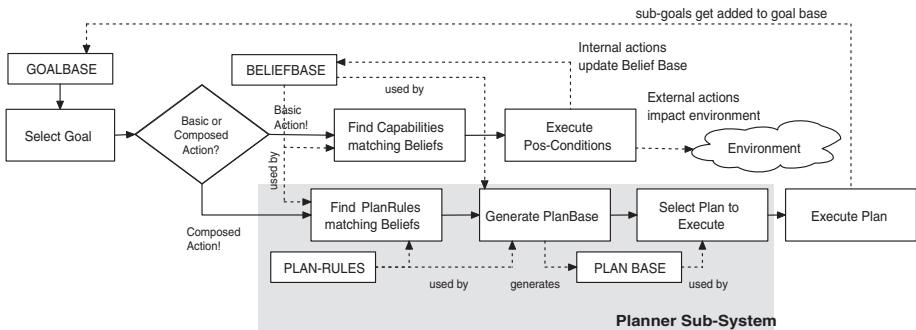 sub-goals get added to goal base
Internal actions
update Belief Base
GOALBASE
BELIEFBASE
used by
External actions
impact environment
Select Goal
Basic or
Composed
Action?
Basic
Action!
Find Capabilities
matching Beliefs
Execute
Pos-Conditions
Environment
used by
Find PlanRules
matching Beliefs
Generate PlanBase
Select Plan to
Execute
Execute Plan
Composed
Action!
PLAN-RULES
used by
generates
PLAN BASE
used by
Planner Sub-System